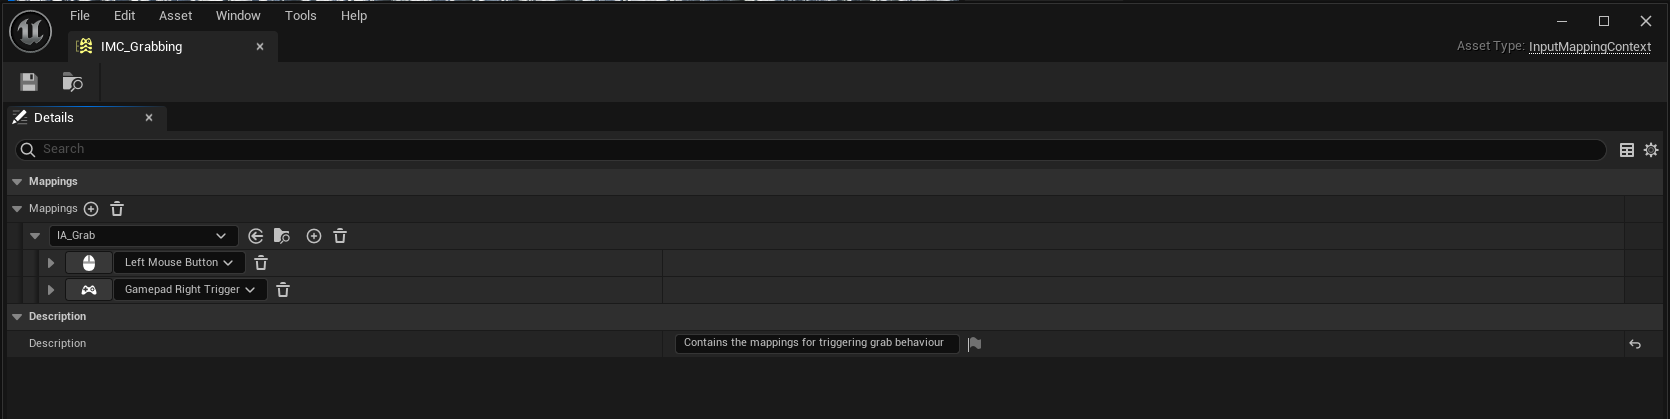 File Edit Asset Window Tools Help
IMC_Grabbing
Asset Type: InputMappingContext
Details
Search
Mappings
Mappings
IA_Grab
Left Mouse Button
Gamepad Right Trigger
Description
Description Contains the mappings for triggering grab behaviour